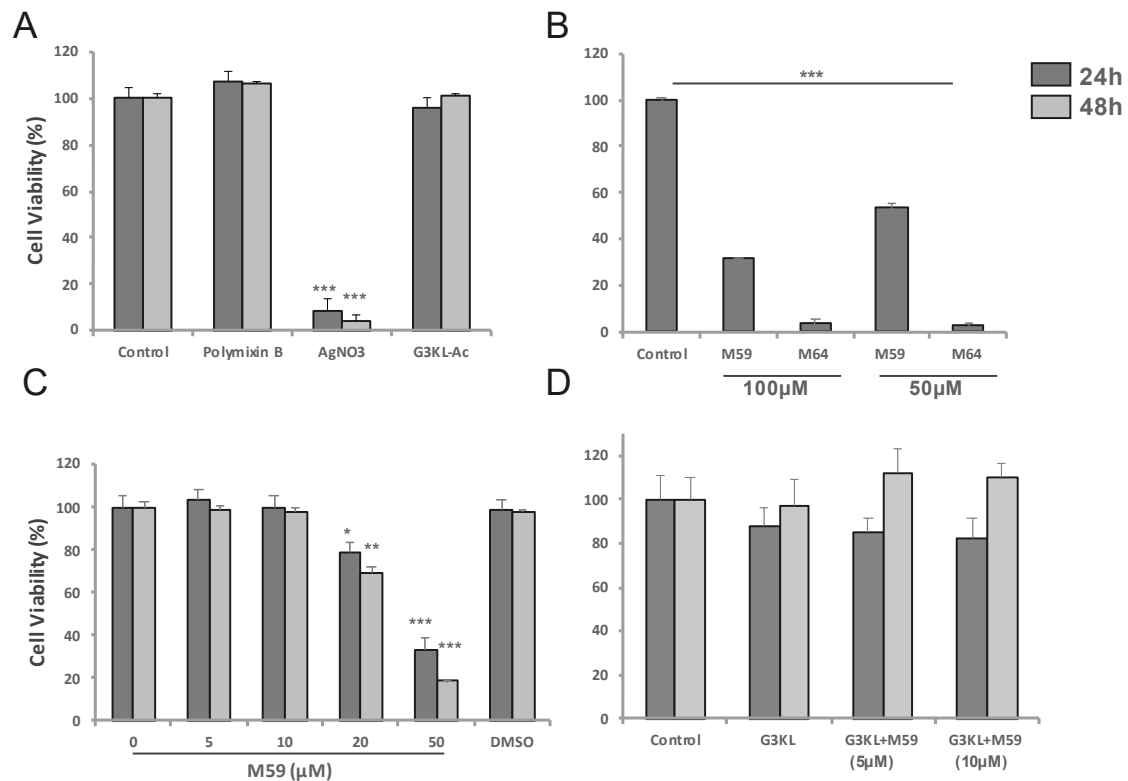 A
120
100
80
60
40
20
0
Cell Viability (%)
*** ***
Control Polymixin B AgNO3 G3KL-Ac
B
120
100
80
60
40
20
0
***
Control M59 M64 M59 M64
100µM 50µM
24h
48h
C
120
100
80
60
40
20
0
Cell Viability (%)
* ** *** ***
0 5 10 20 50 DMSO
M59 (µM)
D
120
100
80
60
40
20
0
Control G3KL G3KL+M59 G3KL+M59
(5µM) (10µM)